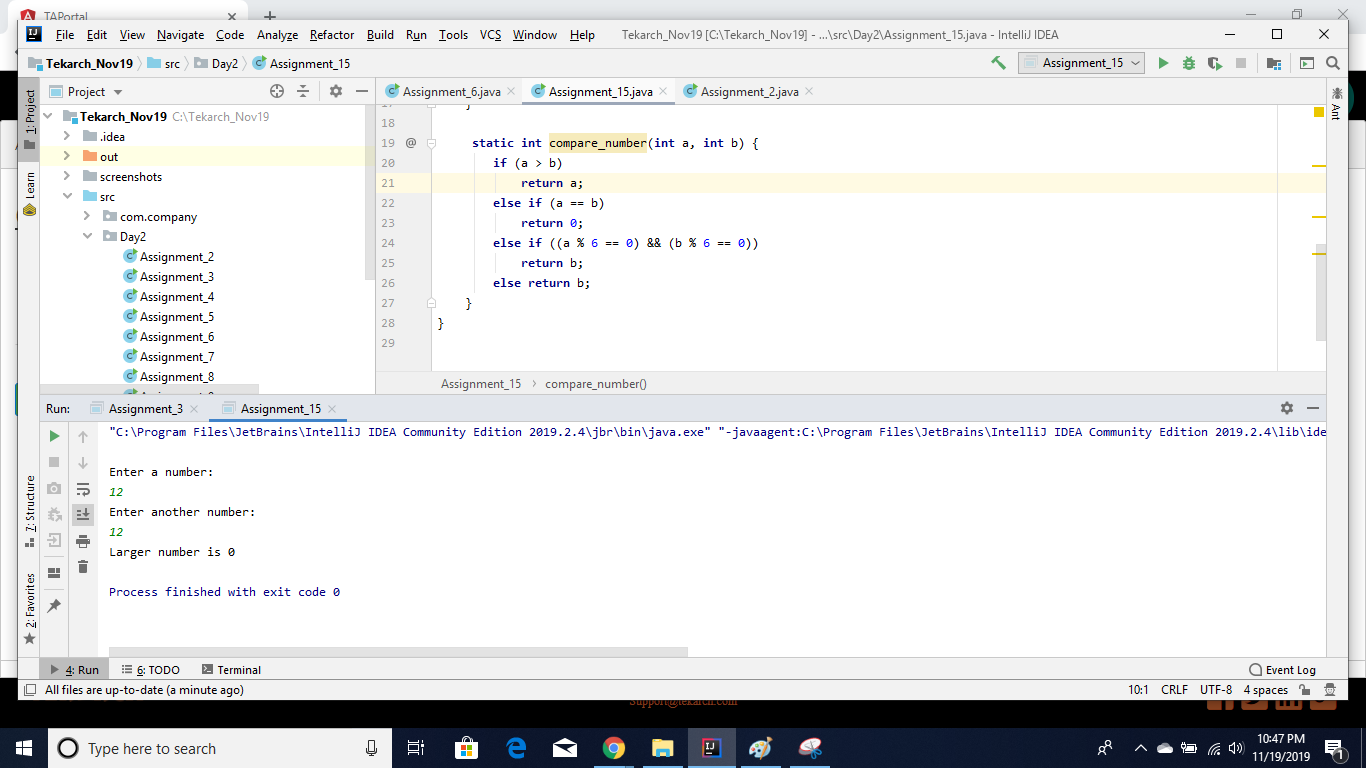 TAPortal
File Edit View Navigate Code Analyze Refactor Build Run Tools VCS Window Help Tekarch_Nov19 [C:\Tekarch_Nov19] - ...\src\Day2\Assignment_15.java - IntelliJ IDEA
Tekarch_Nov19 src Day2 Assignment_15 Assignment_15
1: Project
Learn
7: Structure
2: Favorites
Project
Tekarch_Nov19 C:\Tekarch_Nov19
.idea
out
screenshots
src
com.company
Day2
Assignment_2
Assignment_3
Assignment_4
Assignment_5
Assignment_6
Assignment_7
Assignment_8
Assignment_6.java Assignment_15.java Assignment_2.java
Ant
17 }
18
19 @ static int compare_number(int a, int b) {
20 if (a > b)
21 return a;
22 else if (a == b)
23 return 0;
24 else if ((a % 6 == 0) && (b % 6 == 0))
25 return b;
26 else return b;
27 }
28 }
29
Assignment_15 > compare_number()
Run: Assignment_3 Assignment_15
"C:\Program Files\JetBrains\IntelliJ IDEA Community Edition 2019.2.4\jbr\bin\java.exe" "-javaagent:C:\Program Files\JetBrains\IntelliJ IDEA Community Edition 2019.2.4\lib\ide
Enter a number:
12
Enter another number:
12
Larger number is 0
Process finished with exit code 0
4: Run 6: TODO Terminal Event Log
All files are up-to-date (a minute ago) 10:1 CRLF UTF-8 4 spaces
Support@tekarch.com
Type here to search
10:47 PM
11/19/2019
1